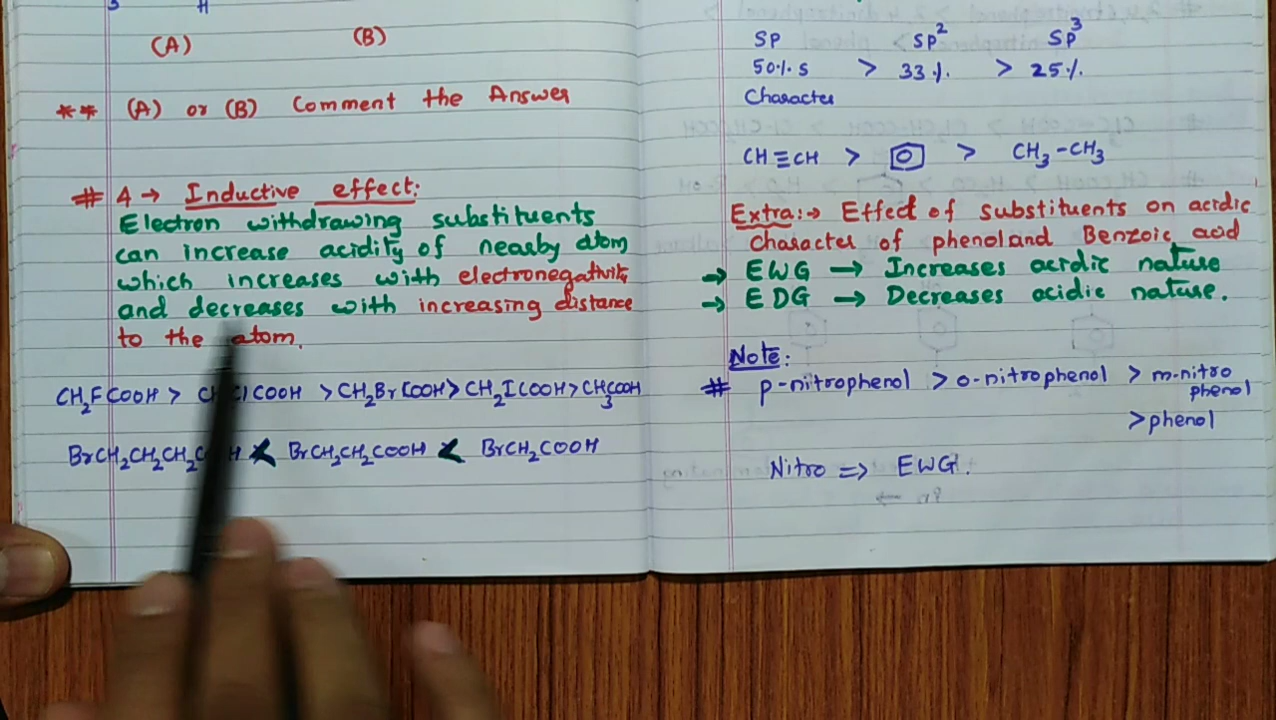 (A) (B)
** (A) or (B) Comment the Answer
# 4 → Inductive effect:
Electron withdrawing substituents
can increase acidity of nearby atom
which increases with electronegativity
and decreases with increasing distance
to the atom.
CH₂FCOOH > COOH > CH₂BrCOOH > CH₂ICOOH > CH₃COOH
BrCH₂CH₂CH₂ H < BrCH₂CH₂COOH < BrCH₂COOH
SP SP² SP³
50% S > 33% > 25%
Character
CH≡CH > > CH₃-CH₃
Extra:→ Effect of substituents on acidic
character of phenol and Benzoic acid
→ EWG → Increases acidic nature
→ EDG → Decreases acidic nature.
Note:
# p-nitrophenol > o-nitrophenol > m-nitro
phenol
> phenol
Nitro ⇒ EWG.